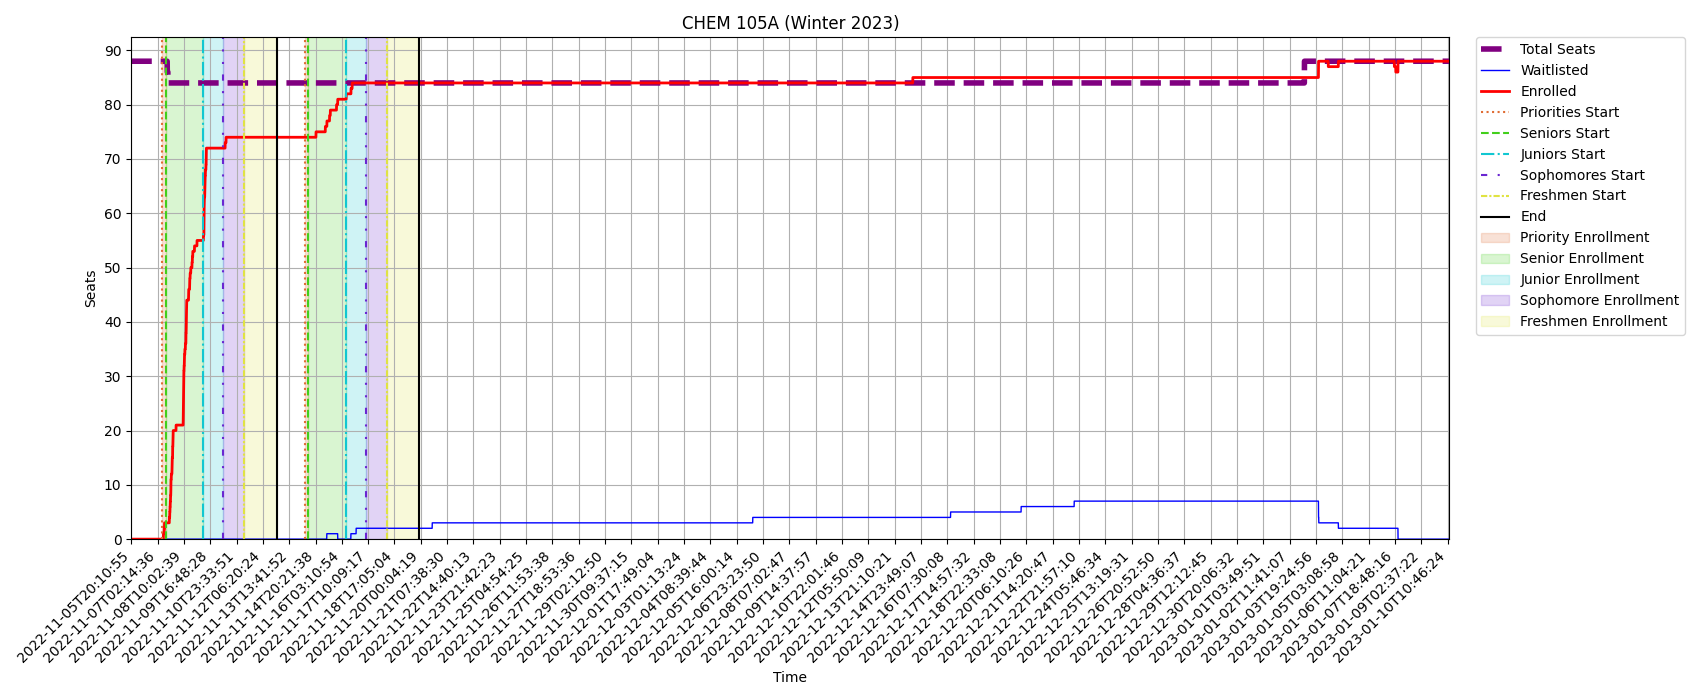 CHEM 105A (Winter 2023)
90
80
70
60
50
40
30
20
10
0
Seats
2022-11-05T20:10:55
2022-11-07T02:14:36
2022-11-08T10:02:39
2022-11-09T16:48:28
2022-11-10T23:33:51
2022-11-12T06:20:24
2022-11-13T13:41:52
2022-11-14T20:21:38
2022-11-16T03:10:54
2022-11-17T10:09:17
2022-11-18T17:05:04
2022-11-20T00:04:19
2022-11-21T07:38:30
2022-11-22T14:40:13
2022-11-23T21:42:23
2022-11-25T04:54:25
2022-11-26T11:53:38
2022-11-27T18:53:36
2022-11-29T02:12:50
2022-11-30T09:37:15
2022-12-01T17:49:04
2022-12-03T01:13:24
2022-12-04T08:39:44
2022-12-05T16:00:14
2022-12-06T23:23:50
2022-12-08T07:02:47
2022-12-09T14:37:57
2022-12-10T22:01:46
2022-12-12T05:50:09
2022-12-13T21:10:21
2022-12-14T23:49:07
2022-12-16T07:30:08
2022-12-17T14:57:32
2022-12-18T22:33:08
2022-12-20T06:10:26
2022-12-21T14:20:47
2022-12-22T21:57:10
2022-12-24T05:46:34
2022-12-25T13:19:31
2022-12-26T20:52:50
2022-12-28T04:36:37
2022-12-29T12:12:45
2022-12-30T20:06:32
2023-01-01T03:49:51
2023-01-02T11:41:07
2023-01-03T19:24:56
2023-01-05T03:08:58
2023-01-06T11:04:21
2023-01-07T18:48:16
2023-01-09T02:37:22
2023-01-10T10:46:24
Time
Total Seats
Waitlisted
Enrolled
Priorities Start
Seniors Start
Juniors Start
Sophomores Start
Freshmen Start
End
Priority Enrollment
Senior Enrollment
Junior Enrollment
Sophomore Enrollment
Freshmen Enrollment